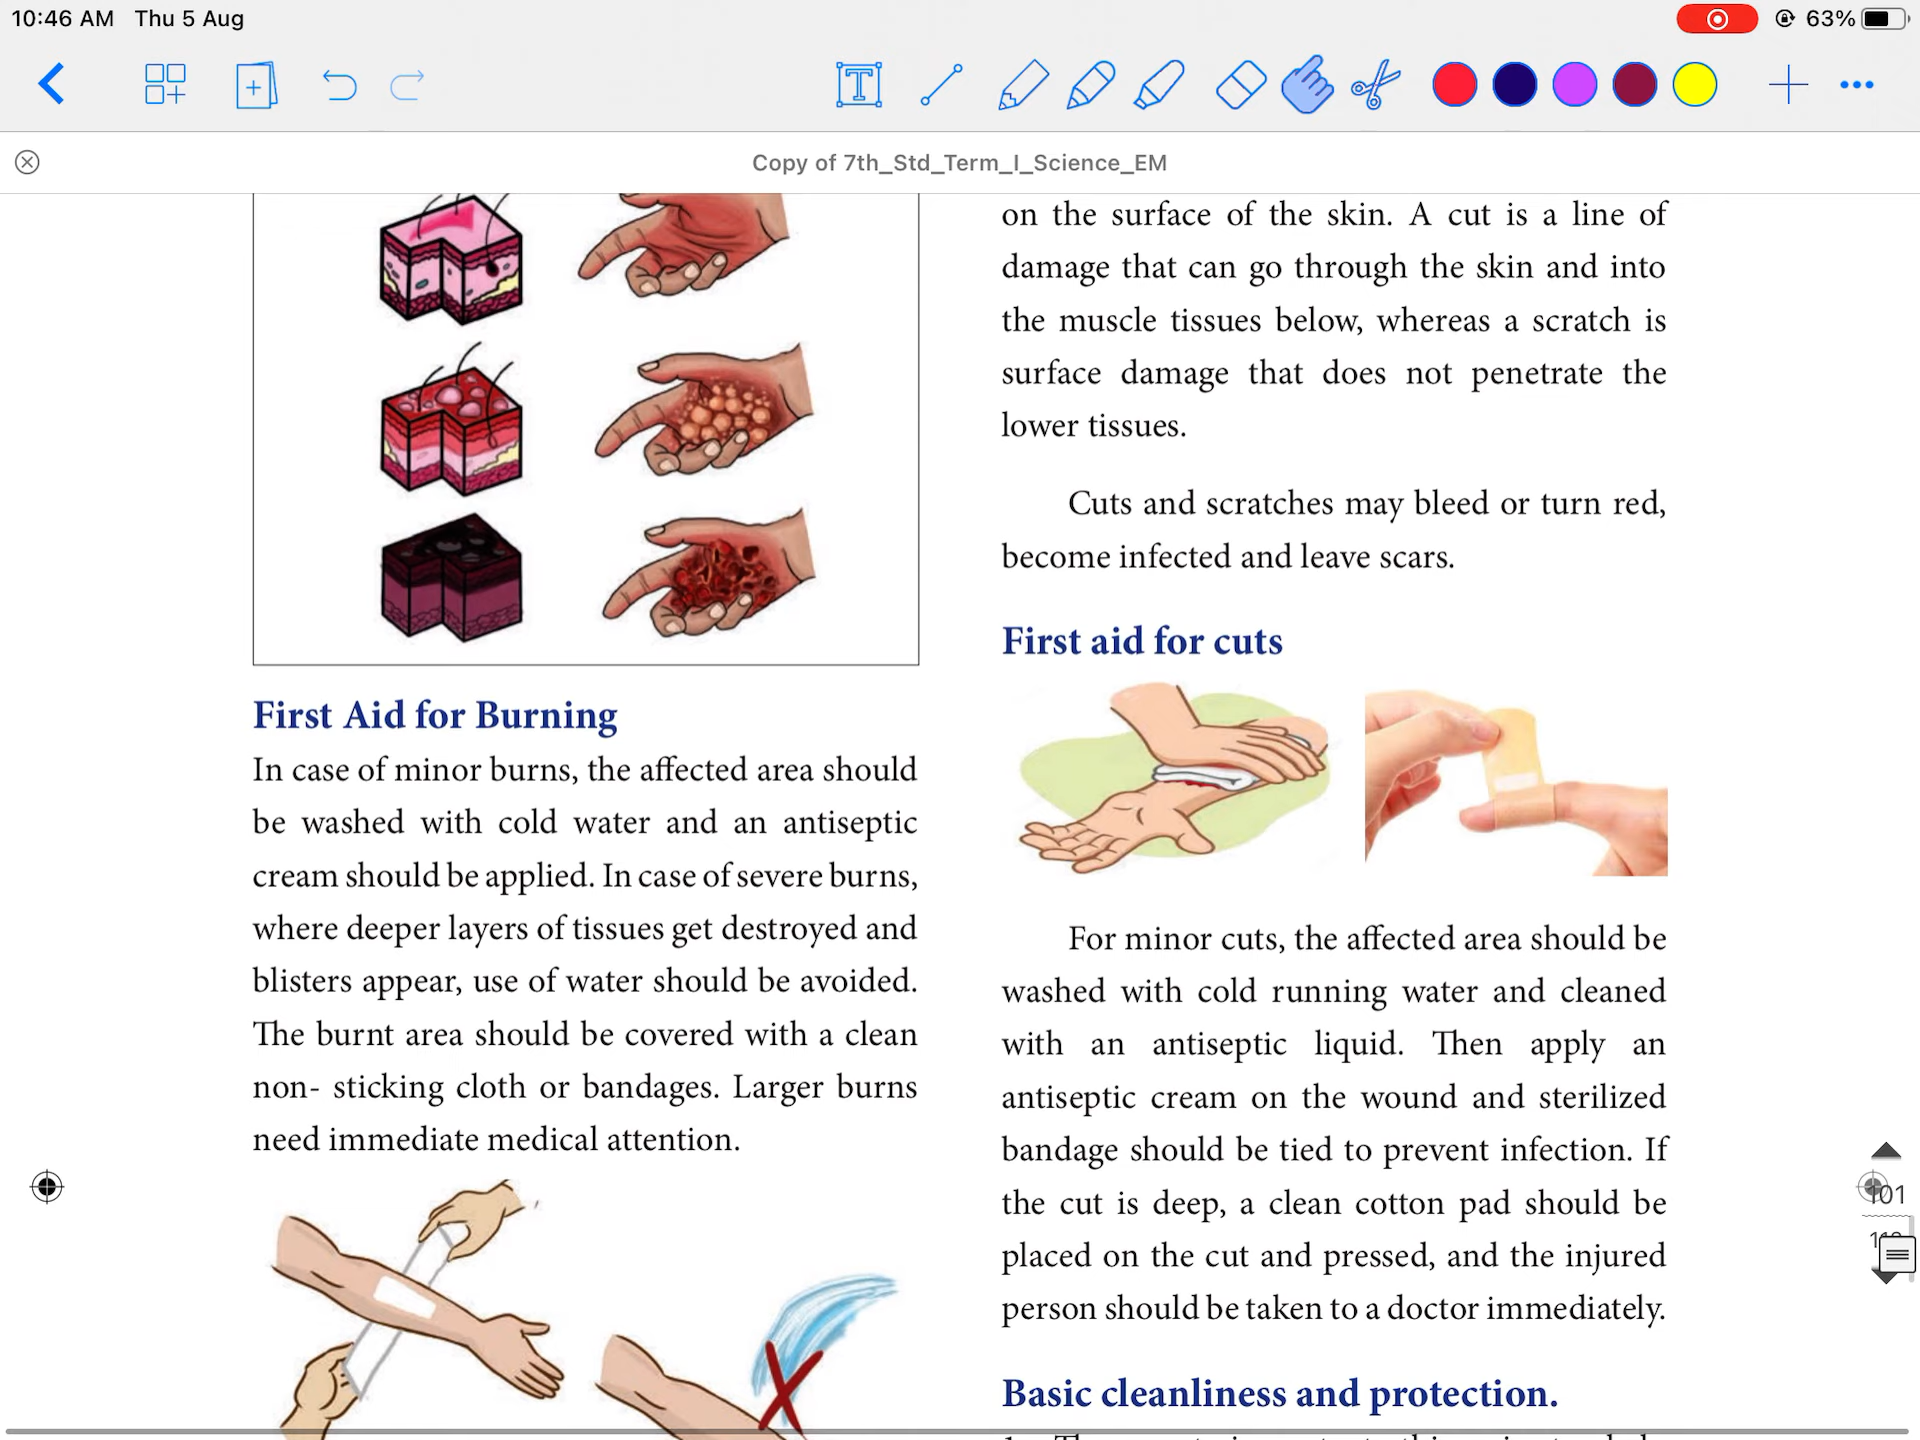 10:46 AM Thu 5 Aug
63%
T
Copy of 7th_Std_Term_I_Science_EM
First Aid for Burning
In case of minor burns, the affected area should
be washed with cold water and an antiseptic
cream should be applied. In case of severe burns,
where deeper layers of tissues get destroyed and
blisters appear, use of water should be avoided.
The burnt area should be covered with a clean
non- sticking cloth or bandages. Larger burns
need immediate medical attention.
on the surface of the skin. A cut is a line of
damage that can go through the skin and into
the muscle tissues below, whereas a scratch is
surface damage that does not penetrate the
lower tissues.
Cuts and scratches may bleed or turn red,
become infected and leave scars.
First aid for cuts
For minor cuts, the affected area should be
washed with cold running water and cleaned
with an antiseptic liquid. Then apply an
antiseptic cream on the wound and sterilized
bandage should be tied to prevent infection. If
the cut is deep, a clean cotton pad should be
placed on the cut and pressed, and the injured
person should be taken to a doctor immediately.
Basic cleanliness and protection.
101